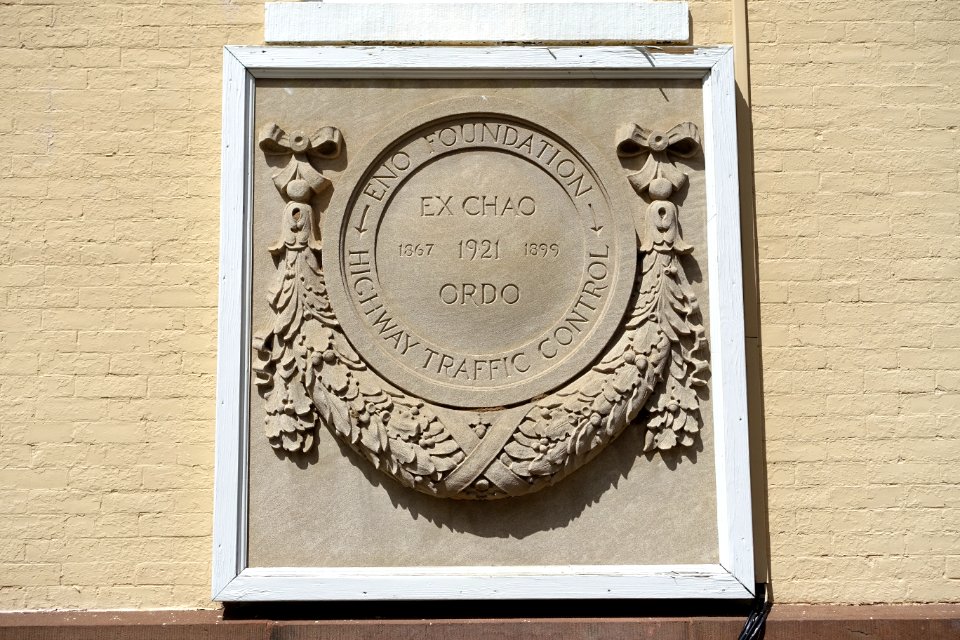 ENO FOUNDATION
HIGHWAY TRAFFIC CONTROL
EX CHAO
1867 1921 1899
ORDO